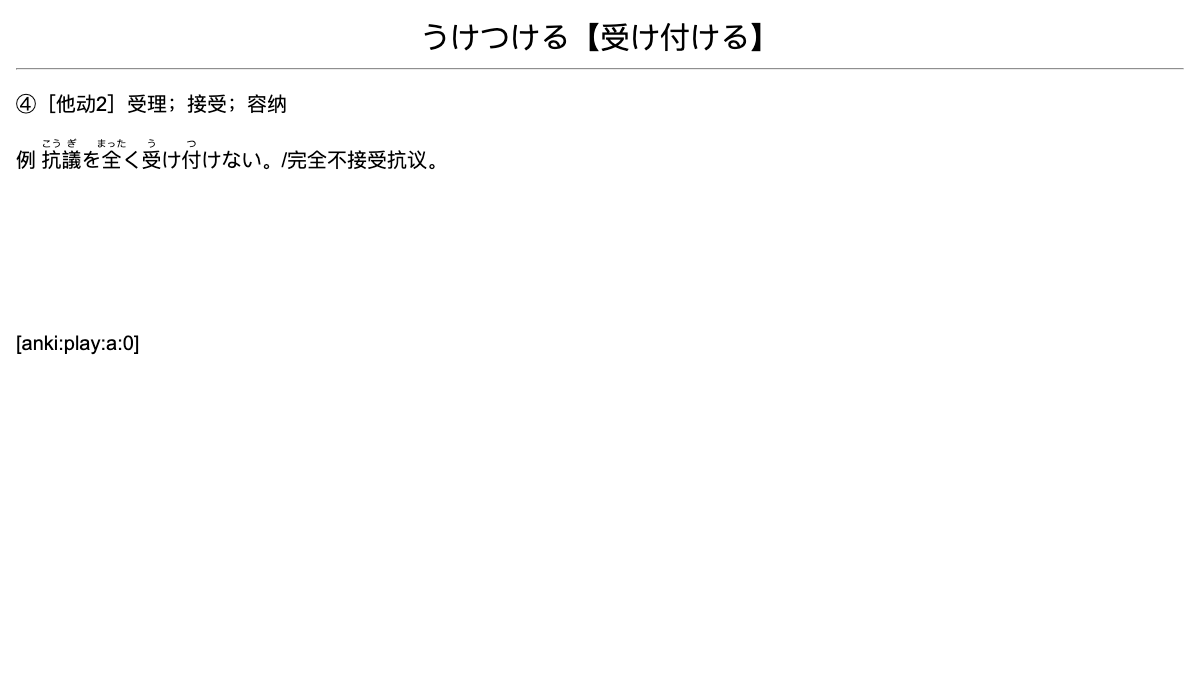 うけつける【受け付ける】
④［他动2］受理；接受；容纳
こう ぎ まった う つ
例 抗議を全く受け付けない。/完全不接受抗议。
[anki:play:a:0]